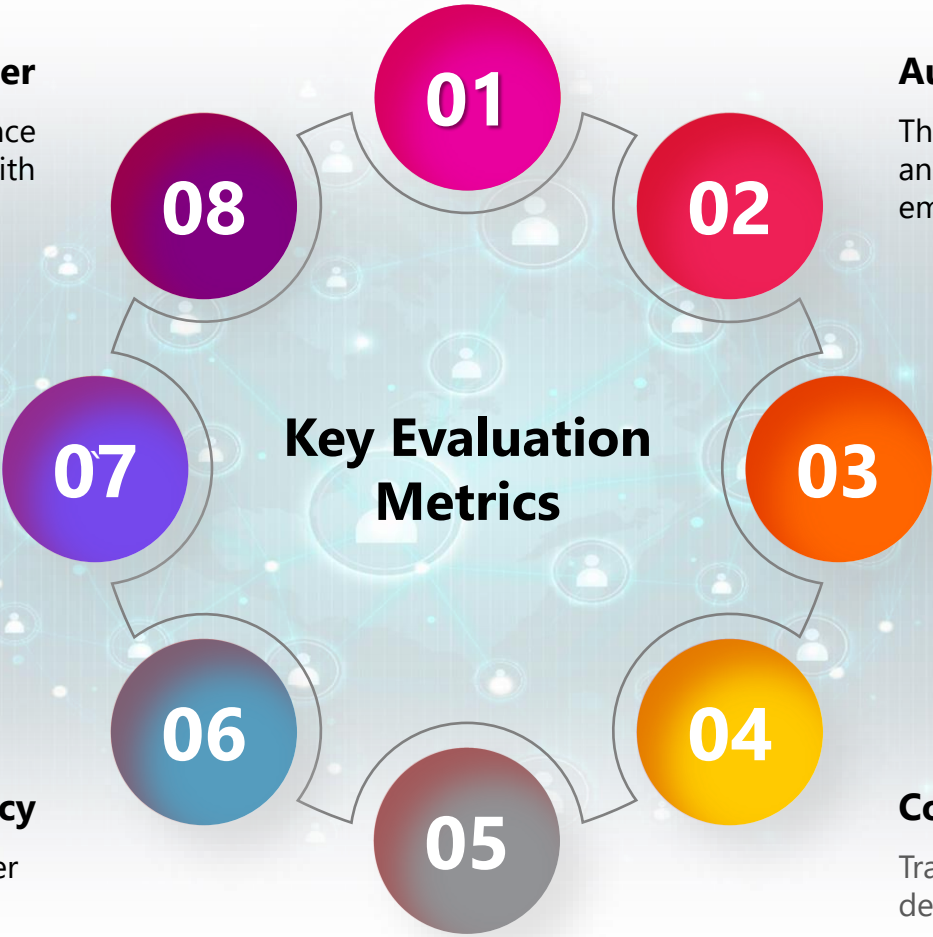 01
er
Au
nce
Th
08
02
ith
an
em
Key Evaluation
Metrics
07
03
06
04
cy
Co
05
er
Tra
de